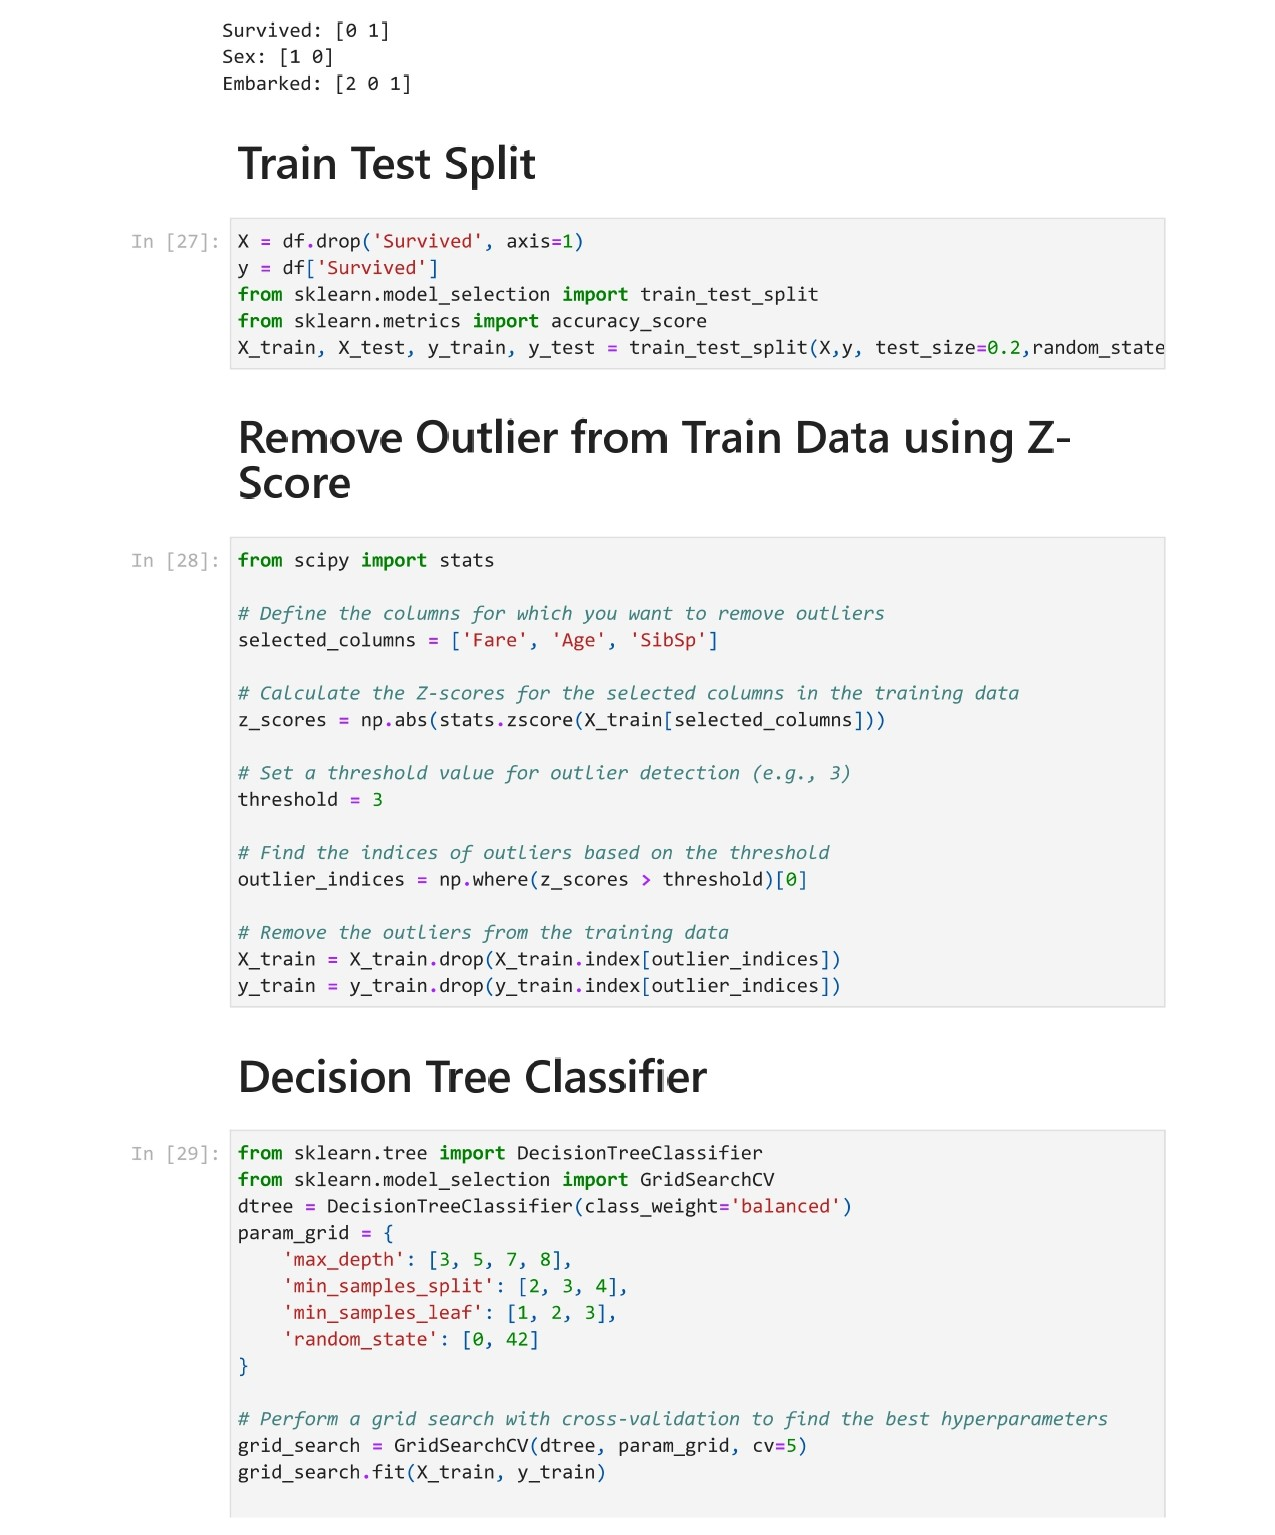 Survived: [0 1]
Sex: [1 0]
Embarked: [2 0 1]
Train Test Split
In [27]:
X = df.drop('Survived', axis=1)
y = df['Survived']
from sklearn.model_selection import train_test_split
from sklearn.metrics import accuracy_score
X_train, X_test, y_train, y_test = train_test_split(X,y, test_size=0.2,random_state
Remove Outlier from Train Data using Z-
Score
In [28]:
from scipy import stats
# Define the columns for which you want to remove outliers
selected_columns = ['Fare', 'Age', 'SibSp']
# Calculate the Z-scores for the selected columns in the training data
z_scores = np.abs(stats.zscore(X_train[selected_columns]))
# Set a threshold value for outlier detection (e.g., 3)
threshold = 3
# Find the indices of outliers based on the threshold
outlier_indices = np.where(z_scores > threshold)[0]
# Remove the outliers from the training data
X_train = X_train.drop(X_train.index[outlier_indices])
y_train = y_train.drop(y_train.index[outlier_indices])
Decision Tree Classifier
In [29]:
from sklearn.tree import DecisionTreeClassifier
from sklearn.model_selection import GridSearchCV
dtree = DecisionTreeClassifier(class_weight='balanced')
param_grid = {
    'max_depth': [3, 5, 7, 8],
    'min_samples_split': [2, 3, 4],
    'min_samples_leaf': [1, 2, 3],
    'random_state': [0, 42]
}
# Perform a grid search with cross-validation to find the best hyperparameters
grid_search = GridSearchCV(dtree, param_grid, cv=5)
grid_search.fit(X_train, y_train)